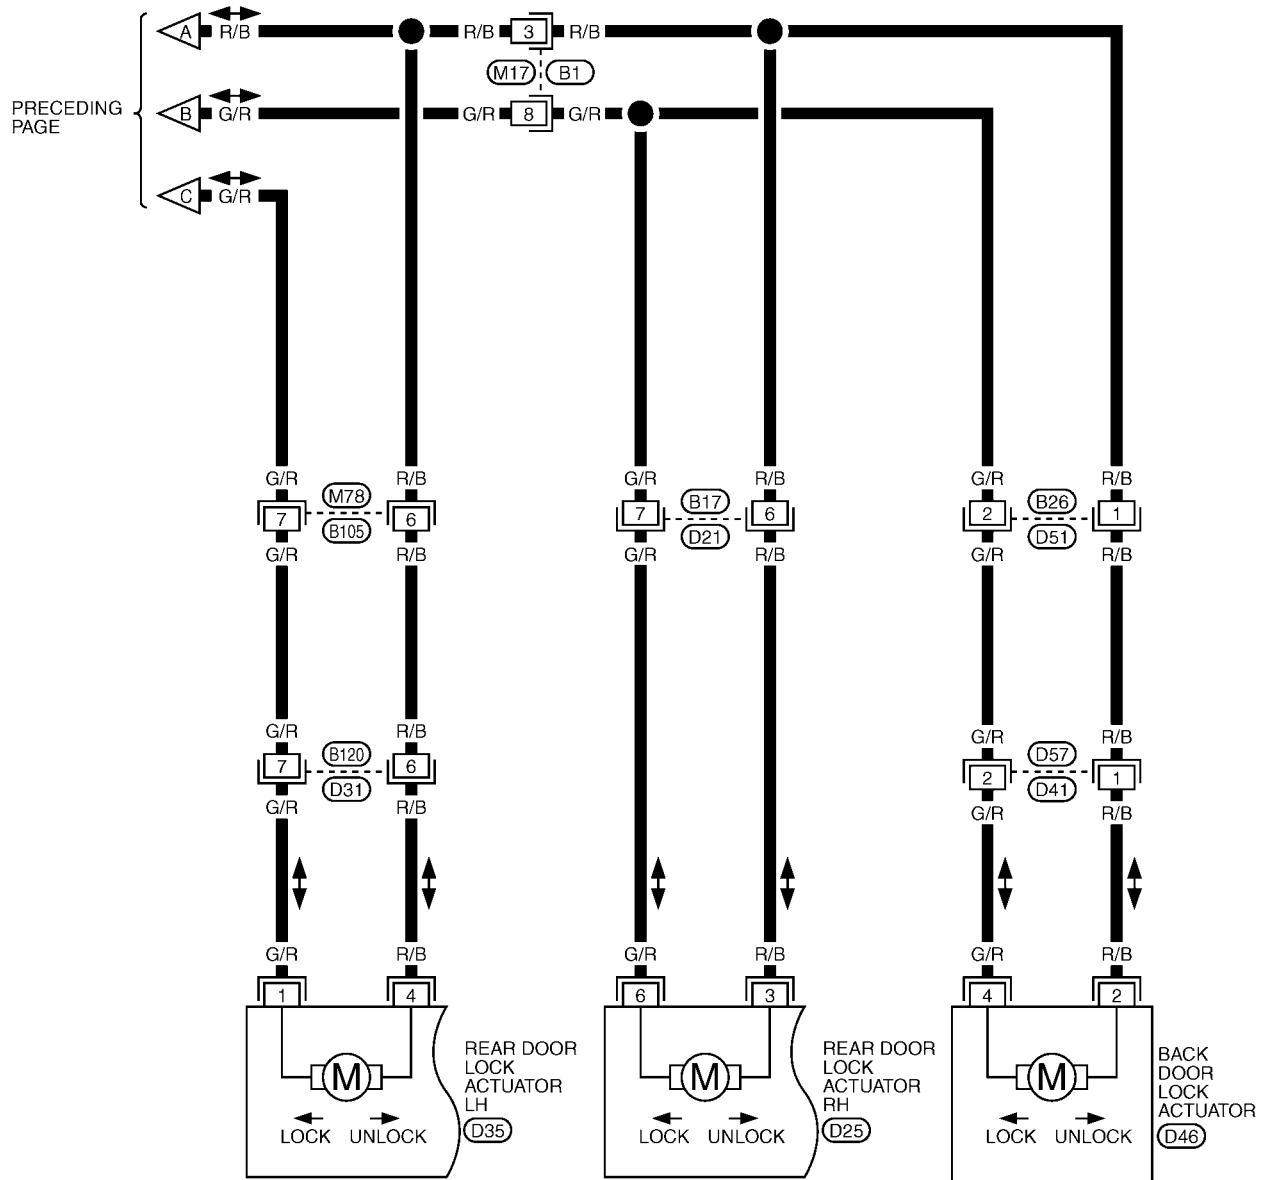 A R/B R/B 3 R/B
M17 B1
PRECEDING
PAGE
B G/R G/R 8 G/R
C G/R
G/R R/B G/R R/B G/R R/B
7 M78 6 7 B17 6 2 B26 1
B105 D21 D51
G/R R/B G/R R/B G/R R/B
G/R R/B G/R R/B
7 B120 6 2 D57 1
D31 D41
G/R R/B G/R R/B
G/R R/B G/R R/B G/R R/B
1 4 6 3 4 2
M
LOCK UNLOCK
REAR DOOR
LOCK
ACTUATOR
LH
D35
M
LOCK UNLOCK
REAR DOOR
LOCK
ACTUATOR
RH
D25
M
LOCK UNLOCK
BACK
DOOR
LOCK
ACTUATOR
D46